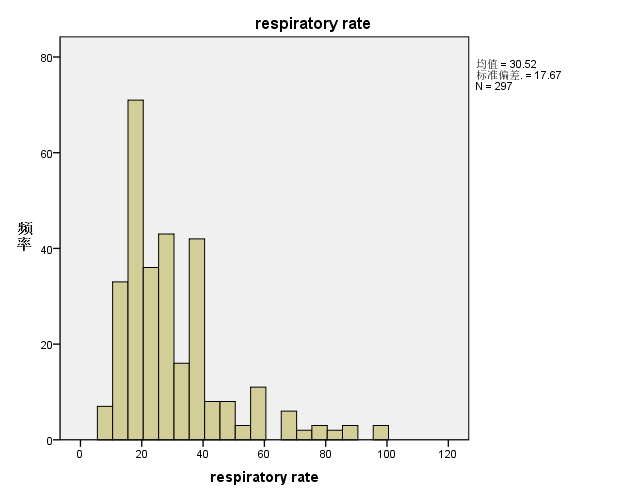 respiratory rate
均值 = 30.52
标准偏差. = 17.67
N = 297
80
60
40
20
0
频
率
0 20 40 60 80 100 120
respiratory rate